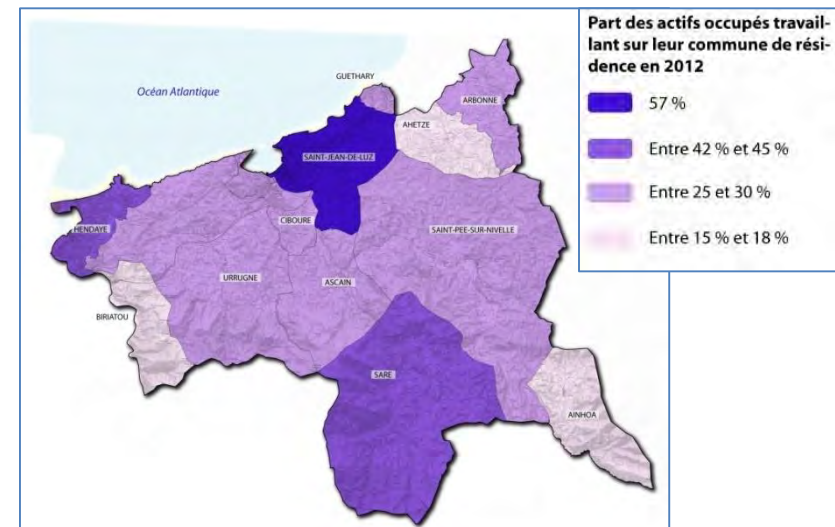 Part des actifs occupés travail-
lant sur leur commune de rési-
dence en 2012
57 %
Entre 42 % et 45 %
Entre 25 et 30 %
Entre 15 % et 18 %
Océan Atlantique
GUETHARY
ARBONNE
AHETZE
SAINT-JEAN-DE-LUZ
HENDAYE
CIBOURE
SAINT-PEE-SUR-NIVELLE
URRUGNE
ASCAIN
BIRIATOU
SARE
AINHOA